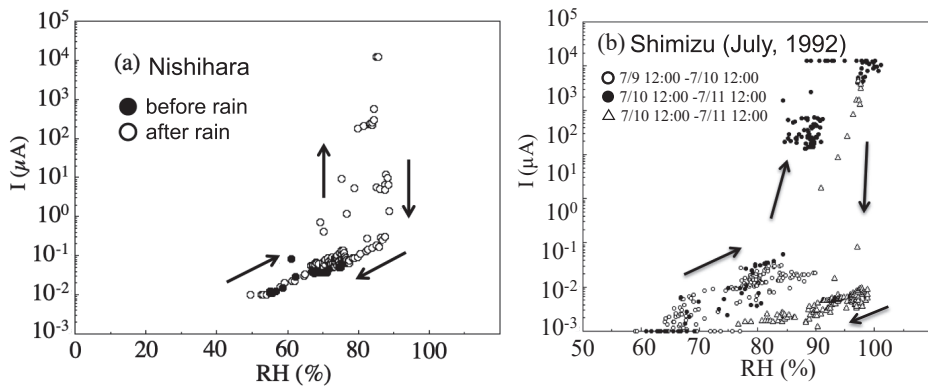 (a) Nishihara
before rain
after rain
I (μA)
10^5
10^4
10^3
10^2
10^1
10^0
10^-1
10^-2
10^-3
0 20 40 60 80 100
RH (%)
(b) Shimizu (July, 1992)
7/9 12:00 -7/10 12:00
7/10 12:00 -7/11 12:00
7/10 12:00 -7/11 12:00
I (μA)
10^5
10^4
10^3
10^2
10^1
10^0
10^-1
10^-2
10^-3
50 60 70 80 90 100
RH (%)